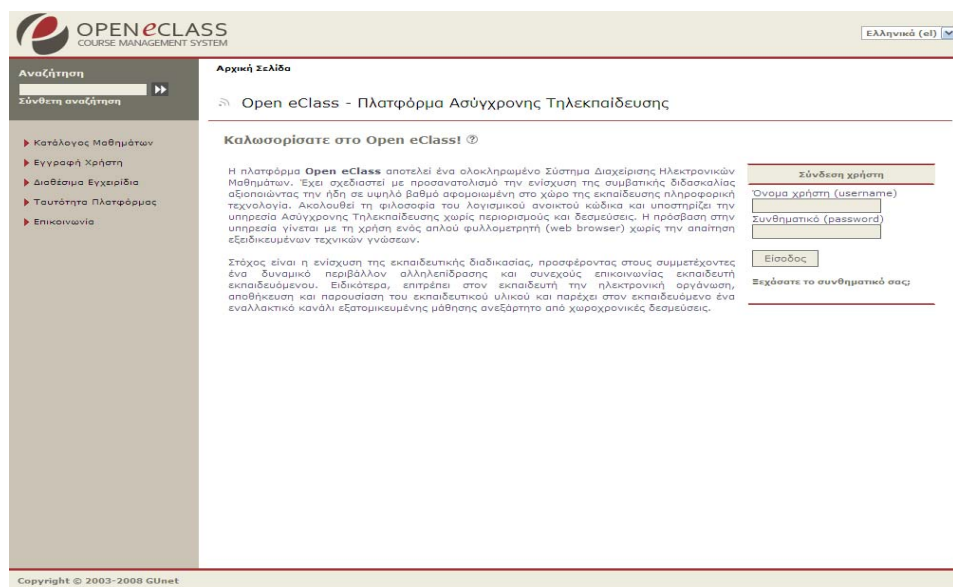 OPEN eCLASS
COURSE MANAGEMENT SYSTEM
Ελληνικά (el)
Αναζήτηση
Σύνθετη αναζήτηση
Αρχική Σελίδα
Open eClass - Πλατφόρμα Ασύγχρονης Τηλεκπαίδευσης
Κατάλογος Μαθημάτων
Εγγραφή Χρήστη
Διαθέσιμα Εγχειρίδια
Ταυτότητα Πλατφόρμας
Επικοινωνία
Καλωσορίσατε στο Open eClass!
Η πλατφόρμα Open eClass αποτελεί ένα ολοκληρωμένο Σύστημα Διαχείρισης Ηλεκτρονικών
Μαθημάτων. Έχει σχεδιαστεί με προσανατολισμό την ενίσχυση της συμβατικής διδασκαλίας
αξιοποιώντας την ήδη σε υψηλό βαθμό αφομοιωμένη στο χώρο της εκπαίδευσης πληροφορική
τεχνολογία. Ακολουθεί τη φιλοσοφία του λογισμικού ανοικτού κώδικα και υποστηρίζει την
υπηρεσία Ασύγχρονης Τηλεκπαίδευσης χωρίς περιορισμούς και δεσμεύσεις. Η πρόσβαση στην
υπηρεσία γίνεται με τη χρήση ενός απλού φυλλομετρητή (web browser) χωρίς την απαίτηση
εξειδικευμένων τεχνικών γνώσεων.
Στόχος είναι η ενίσχυση της εκπαιδευτικής διαδικασίας, προσφέροντας στους συμμετέχοντες
ένα δυναμικό περιβάλλον αλληλεπίδρασης και συνεχούς επικοινωνίας εκπαιδευτή
εκπαιδευόμενου. Ειδικότερα, επιτρέπει στον εκπαιδευτή την ηλεκτρονική οργάνωση,
αποθήκευση και παρουσίαση του εκπαιδευτικού υλικού και παρέχει στον εκπαιδευόμενο ένα
εναλλακτικό κανάλι εξατομικευμένης μάθησης ανεξάρτητο από χωροχρονικές δεσμεύσεις.
Σύνδεση χρήστη
Όνομα χρήστη (username)
Συνθηματικό (password)
Είσοδος
Ξεχάσατε το συνθηματικό σας;
Copyright © 2003-2008 GUnet